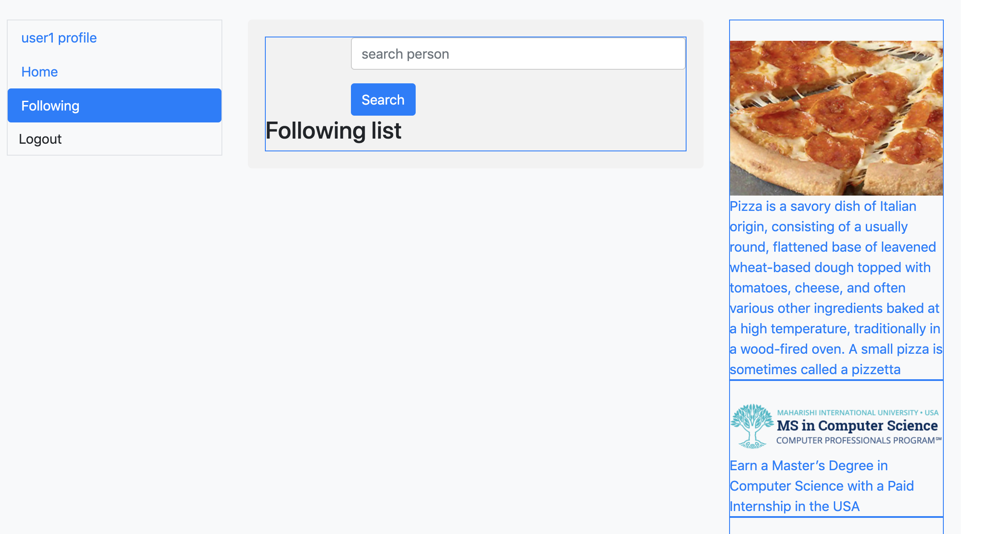 user1 profile
Home
Following
Logout
search person
Search
Following list
Pizza is a savory dish of Italian
origin, consisting of a usually
round, flattened base of leavened
wheat-based dough topped with
tomatoes, cheese, and often
various other ingredients baked at
a high temperature, traditionally in
a wood-fired oven. A small pizza is
sometimes called a pizzetta
MAHARISHI INTERNATIONAL UNIVERSITY • USA
MS in Computer Science
COMPUTER PROFESSIONALS PROGRAM℠
Earn a Master’s Degree in
Computer Science with a Paid
Internship in the USA